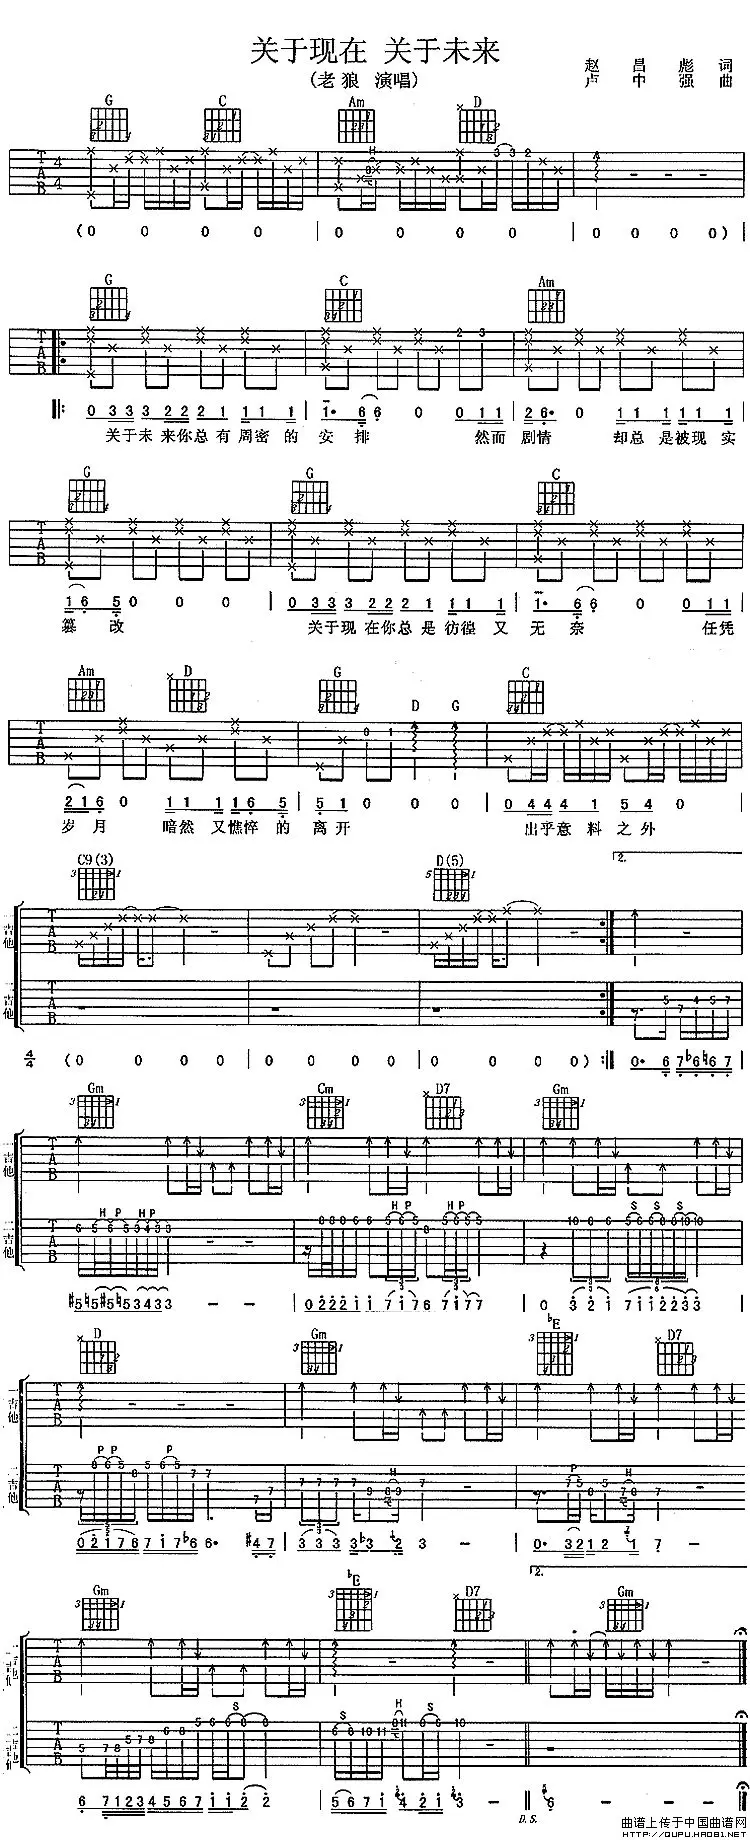 关于现在 关于未来
(老狼 演唱)
赵昌彪 词
卢中强 曲
G C Am D
H
3 3 2
T A B 4/4
(0 0 0 0 | 0 0 0 0 | 0 0 0 0)
G C Am
T A B
2 3
0 3 3 3 2 2 2 1 1 1 1 | 1· 6 6 0 0 0 1 1 | 2 6· 0 1 1 1 1 1 1
关于未来你总有周密的安排 然而剧情 却总是被现实
G G C
T A B
1 6 5 0 0 0 | 0 3 3 3 2 2 2 1 1 1 | 1· 6 6 0 0 0 1 1
篡改 关于现在你总是彷徨又无奈 任凭
Am D G D G C
T A B
0 1
2 1 6 0 1 1 1 1 6 5 | 5 1 0 0 0 | 0 4 4 4 1 5 4 0
岁月 暗然又憔悴的离开 出乎意料之外
C9(3) D(5) 2.
一吉他 T A B
二吉他 T A B
5 7 4 5 7
4/4 (0 0 0 0 | 0 0 0 0 | 0 0 0 0) 0· 6 7 ♭6 ♮6 7
Gm Cm D7 Gm
一吉他 T A B
H P H P H P H P S S
二吉他 T A B
♯5 ♮5 ♯5 ♮5 3 4 3 3 - - | 0 2 2 2 1 1 7 1 7 6 7 1 7 7 | 0 3 2 1 7 1 1 2 2 3 3
D Gm ♭E D7
一吉他 T A B
P P P H P H
二吉他 T A B
0 2 1 7 6 7 1 7 ♭6 6· ♯4 7 | 3 3 3 3 ♭3 2 3 - | 0· 3 2 1 2 1 7 -
Gm ♭E D7 2. Gm
一吉他 T A B
S S H S
二吉他 T A B
6 7 1 2 3 4 5 6 7 1 1 2 2 | 5 6 7 1 4 2 1 3 - 6 - - -
D.S.
曲谱上传于中国曲谱网